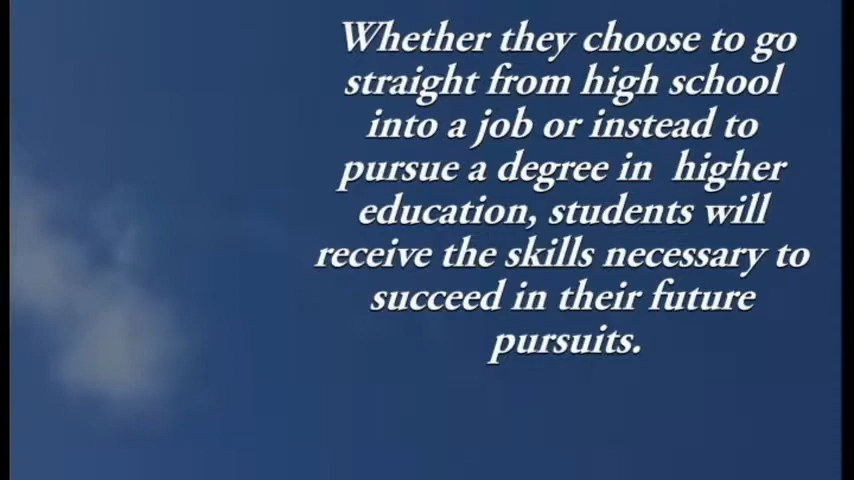 Whether they choose to go
straight from high school
into a job or instead to
pursue a degree in  higher
education, students will
receive the skills necessary to
succeed in their future
pursuits.